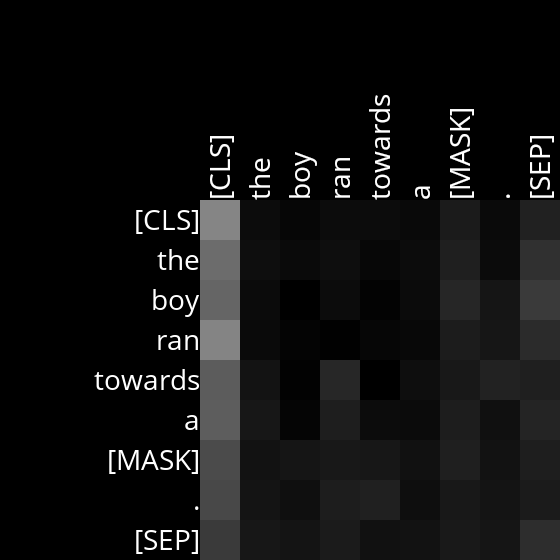 [CLS] the boy ran towards a [MASK] . [SEP]
[CLS]
the
boy
ran
towards
a
[MASK]
.
[SEP]